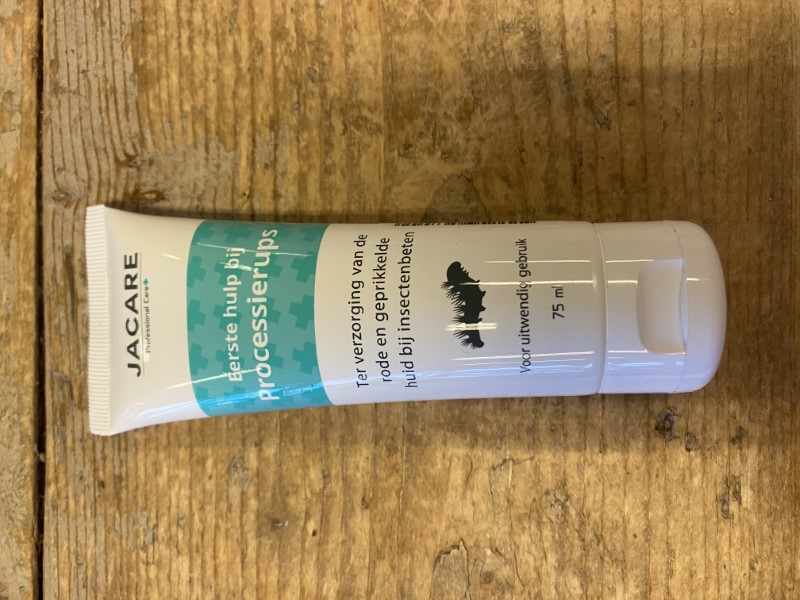 JACARE
Professional Care+
Eerste hulp bij
Processierups
Ter verzorging van de
rode en geprikkelde
huid bij insectenbeten
Voor uitwendig gebruik
75 ml